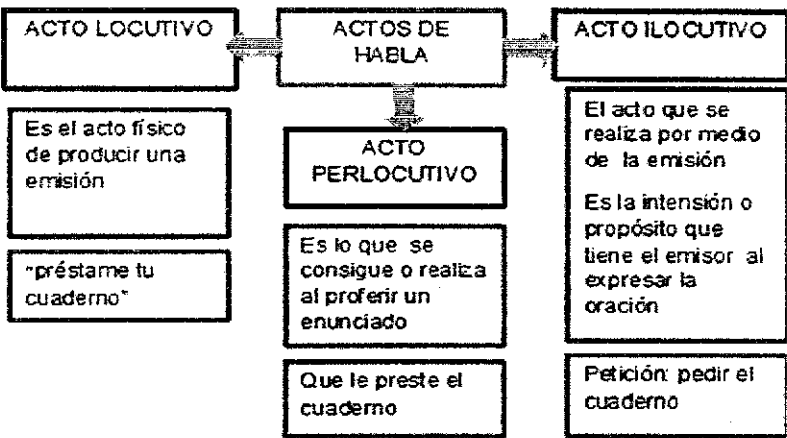 ACTO LOCUTIVO
Es el acto físico
de producir una
emisión
"préstame tu
cuaderno"
ACTOS DE
HABLA
ACTO
PERLOCUTIVO
Es lo que se
consigue o realiza
al proferir un
enunciado
Que le preste el
cuaderno
ACTO ILOCUTIVO
El acto que se
realiza por medio
de la emisión
Es la intensión o
propósito que
tiene el emisor al
expresar la
oración
Petición: pedir el
cuaderno